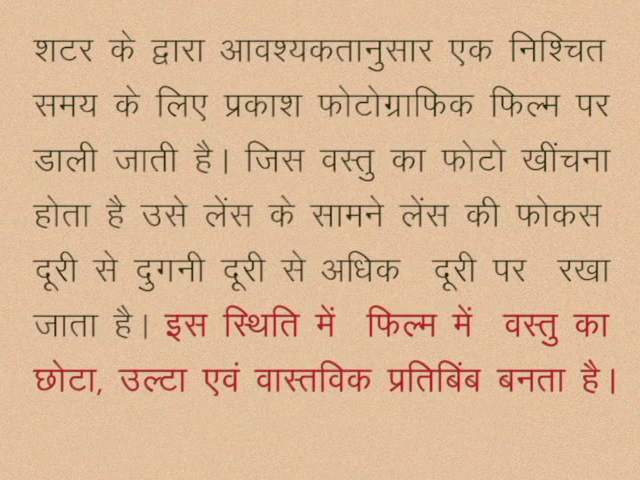 शटर के द्वारा आवश्यकतानुसार एक निश्चित
समय के लिए प्रकाश फोटोग्राफिक फिल्म पर
डाली जाती है। जिस वस्तु का फोटो खींचना
होता है उसे लेंस के सामने लेंस की फोकस
दूरी से दुगनी दूरी से अधिक दूरी पर रखा
जाता है। इस स्थिति में फिल्म में वस्तु का
छोटा, उल्टा एवं वास्तविक प्रतिबिंब बनता है।